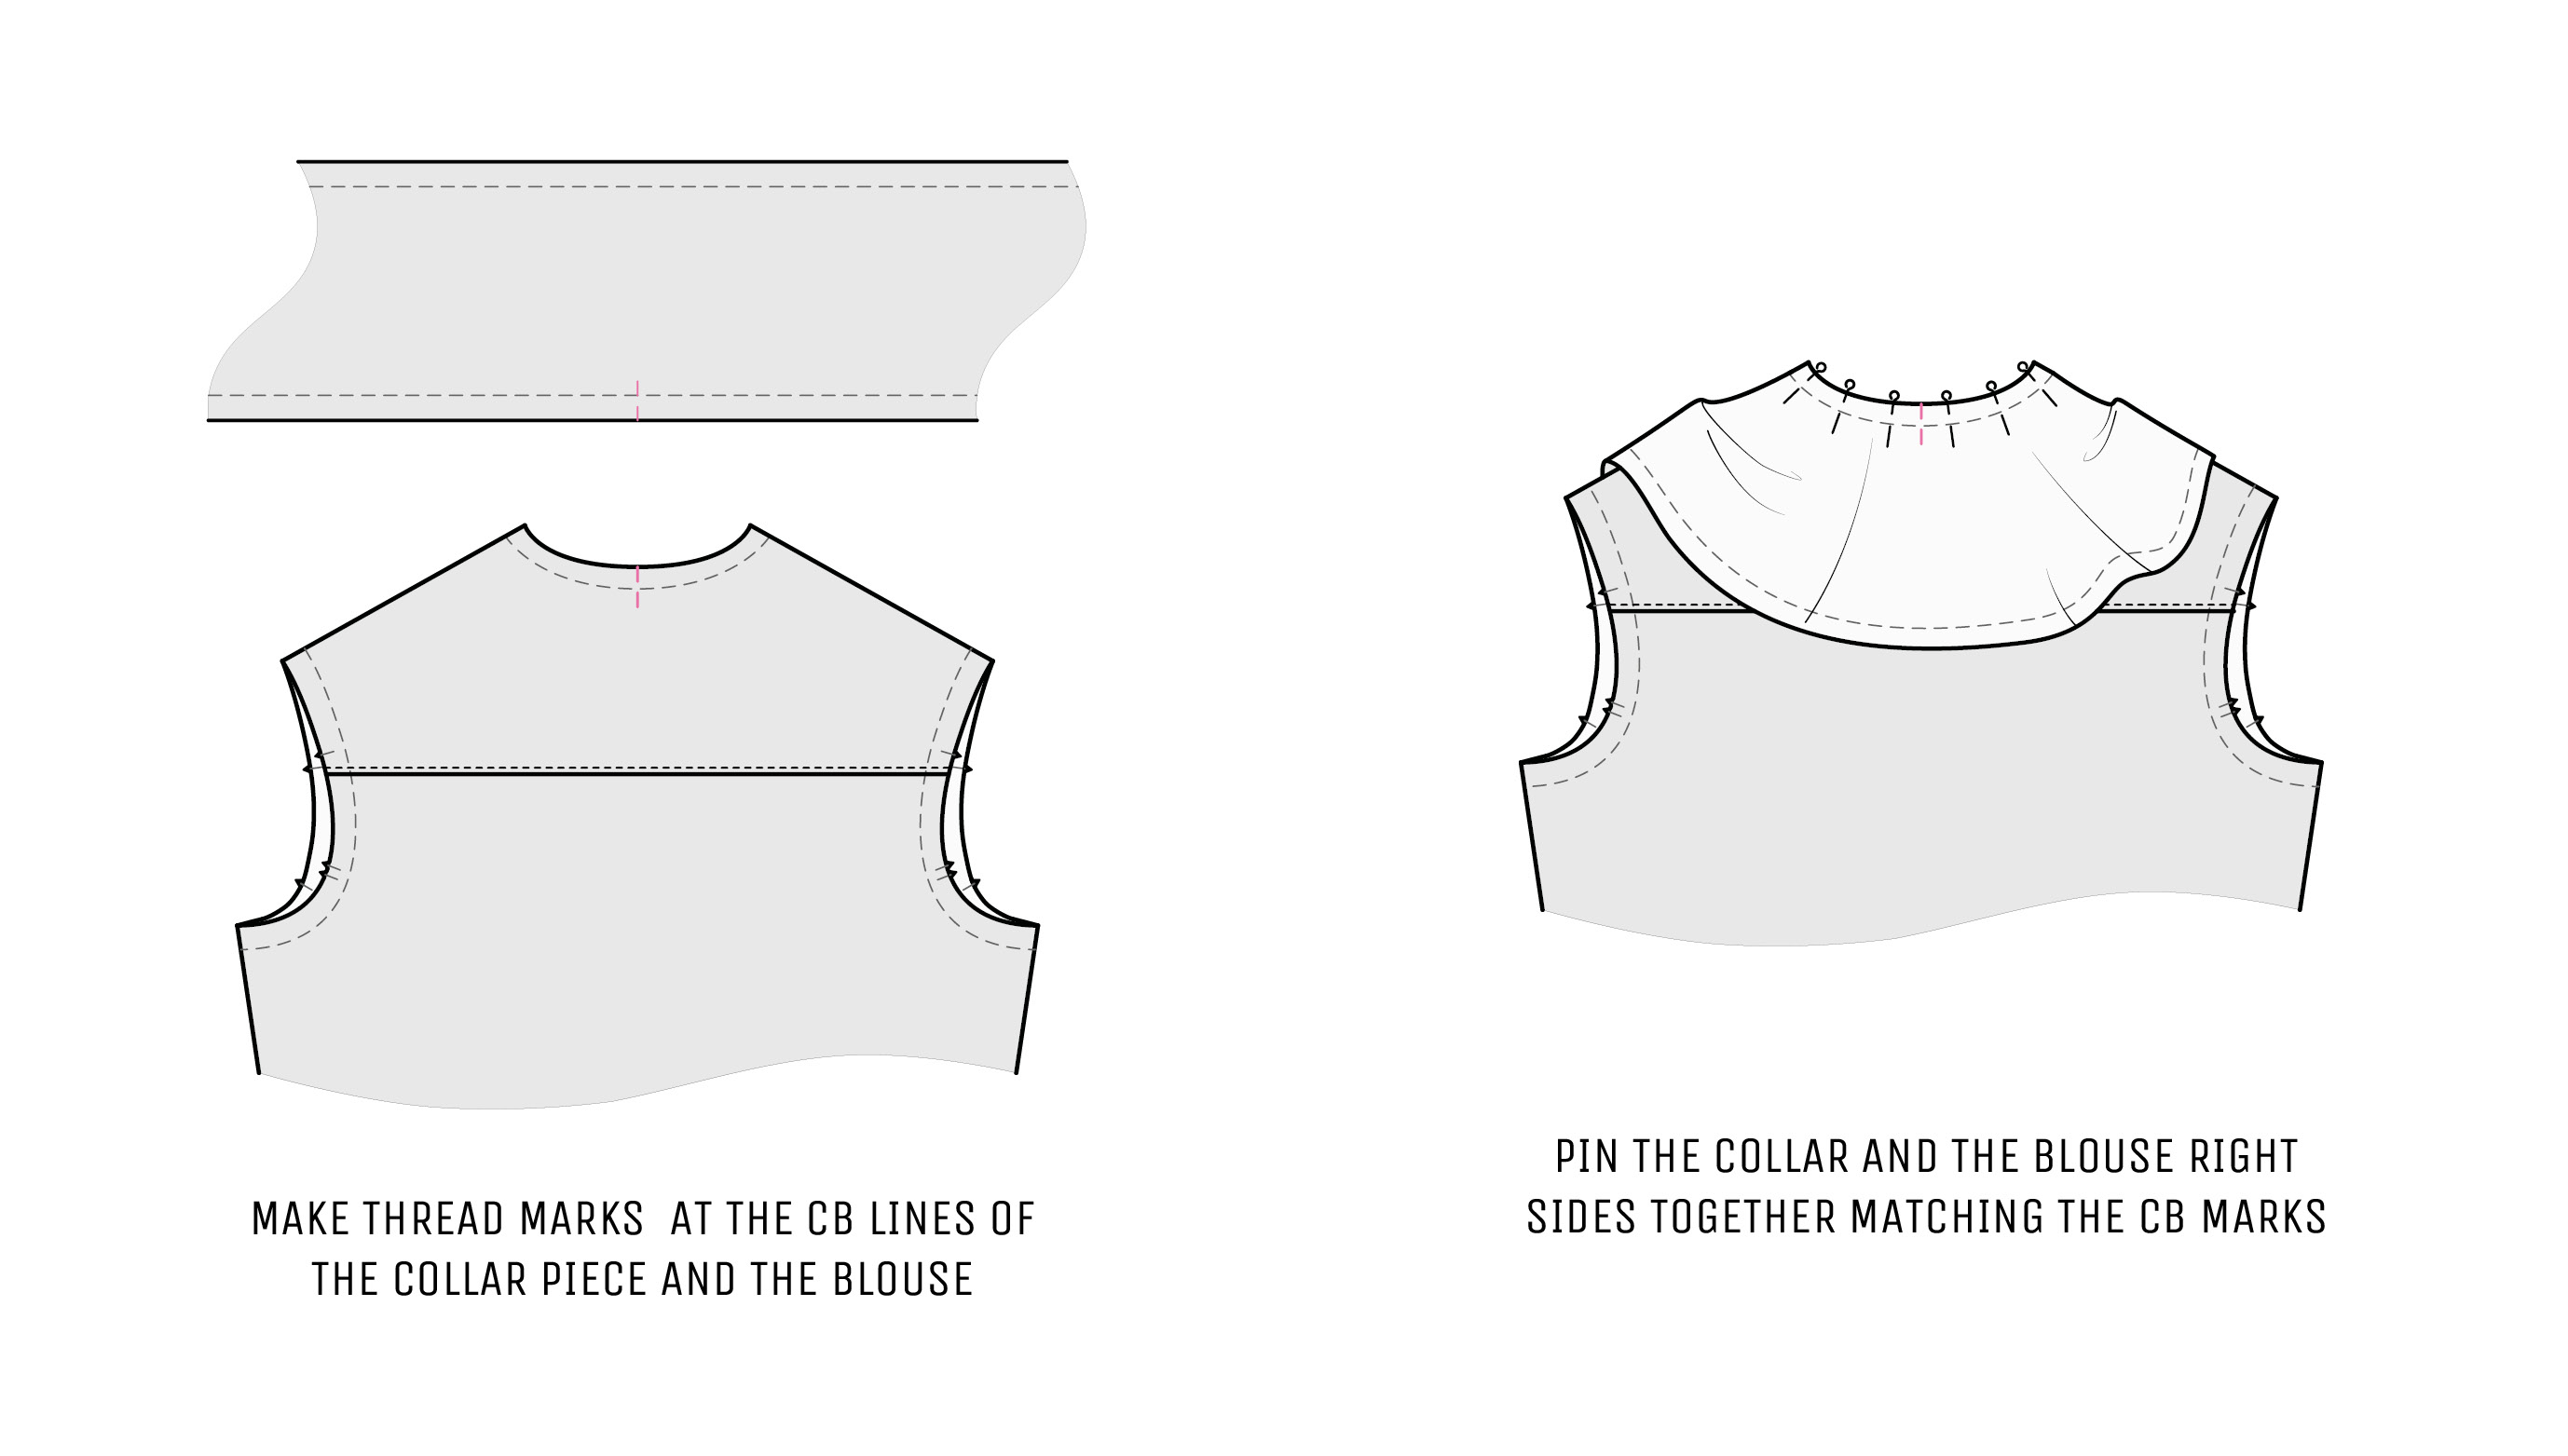 MAKE THREAD MARKS  AT THE CB LINES OF
THE COLLAR PIECE AND THE BLOUSE
PIN THE COLLAR AND THE BLOUSE RIGHT
SIDES TOGETHER MATCHING THE CB MARKS